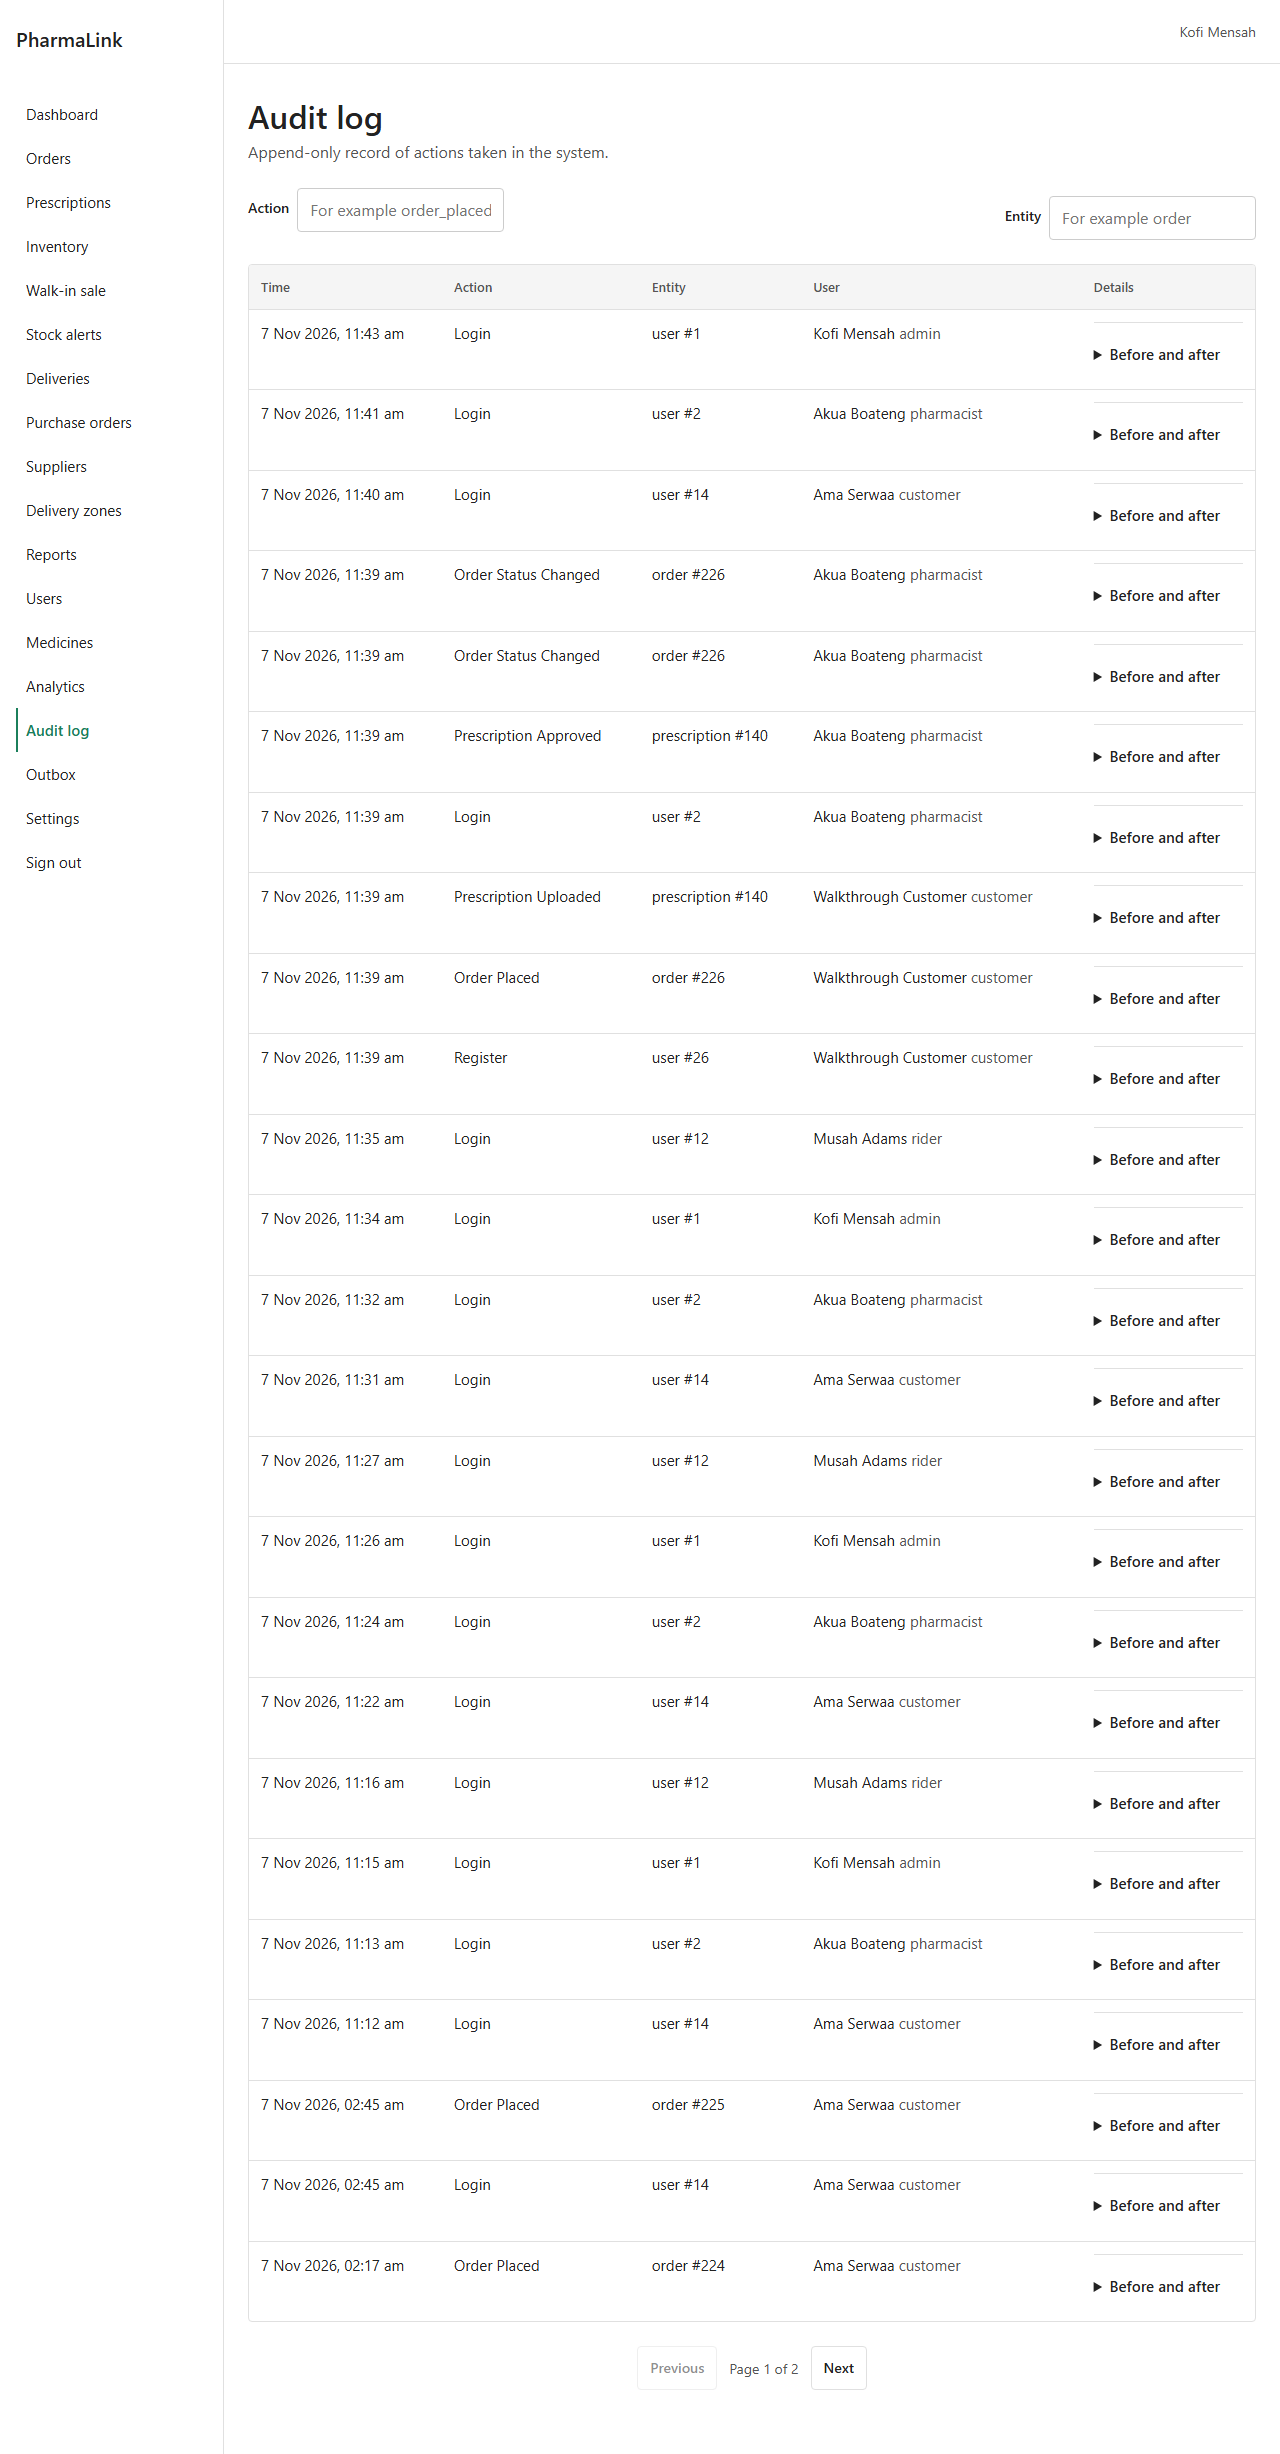 PharmaLink
Kofi Mensah
Dashboard
Orders
Prescriptions
Inventory
Walk-in sale
Stock alerts
Deliveries
Purchase orders
Suppliers
Delivery zones
Reports
Users
Medicines
Analytics
Audit log
Outbox
Settings
Sign out
Audit log
Append-only record of actions taken in the system.
Action For example order_placed Entity For example order
Time Action Entity User Details
7 Nov 2026, 11:43 am Login user #1 Kofi Mensah admin Before and after
7 Nov 2026, 11:41 am Login user #2 Akua Boateng pharmacist Before and after
7 Nov 2026, 11:40 am Login user #14 Ama Serwaa customer Before and after
7 Nov 2026, 11:39 am Order Status Changed order #226 Akua Boateng pharmacist Before and after
7 Nov 2026, 11:39 am Order Status Changed order #226 Akua Boateng pharmacist Before and after
7 Nov 2026, 11:39 am Prescription Approved prescription #140 Akua Boateng pharmacist Before and after
7 Nov 2026, 11:39 am Login user #2 Akua Boateng pharmacist Before and after
7 Nov 2026, 11:39 am Prescription Uploaded prescription #140 Walkthrough Customer customer Before and after
7 Nov 2026, 11:39 am Order Placed order #226 Walkthrough Customer customer Before and after
7 Nov 2026, 11:39 am Register user #26 Walkthrough Customer customer Before and after
7 Nov 2026, 11:35 am Login user #12 Musah Adams rider Before and after
7 Nov 2026, 11:34 am Login user #1 Kofi Mensah admin Before and after
7 Nov 2026, 11:32 am Login user #2 Akua Boateng pharmacist Before and after
7 Nov 2026, 11:31 am Login user #14 Ama Serwaa customer Before and after
7 Nov 2026, 11:27 am Login user #12 Musah Adams rider Before and after
7 Nov 2026, 11:26 am Login user #1 Kofi Mensah admin Before and after
7 Nov 2026, 11:24 am Login user #2 Akua Boateng pharmacist Before and after
7 Nov 2026, 11:22 am Login user #14 Ama Serwaa customer Before and after
7 Nov 2026, 11:16 am Login user #12 Musah Adams rider Before and after
7 Nov 2026, 11:15 am Login user #1 Kofi Mensah admin Before and after
7 Nov 2026, 11:13 am Login user #2 Akua Boateng pharmacist Before and after
7 Nov 2026, 11:12 am Login user #14 Ama Serwaa customer Before and after
7 Nov 2026, 02:45 am Order Placed order #225 Ama Serwaa customer Before and after
7 Nov 2026, 02:45 am Login user #14 Ama Serwaa customer Before and after
7 Nov 2026, 02:17 am Order Placed order #224 Ama Serwaa customer Before and after
Previous Page 1 of 2 Next